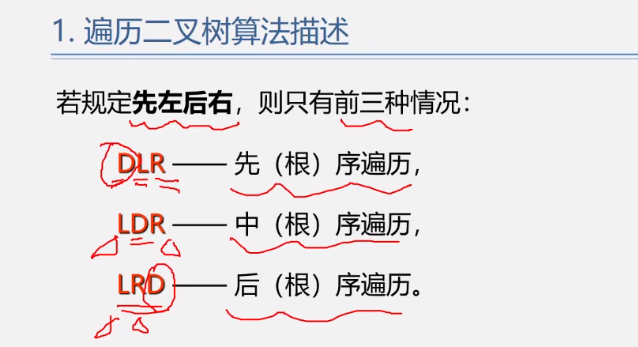 1. 遍历二叉树算法描述
若规定先左后右，则只有前三种情况：
DLR —— 先（根）序遍历，
LDR —— 中（根）序遍历，
LRD —— 后（根）序遍历。